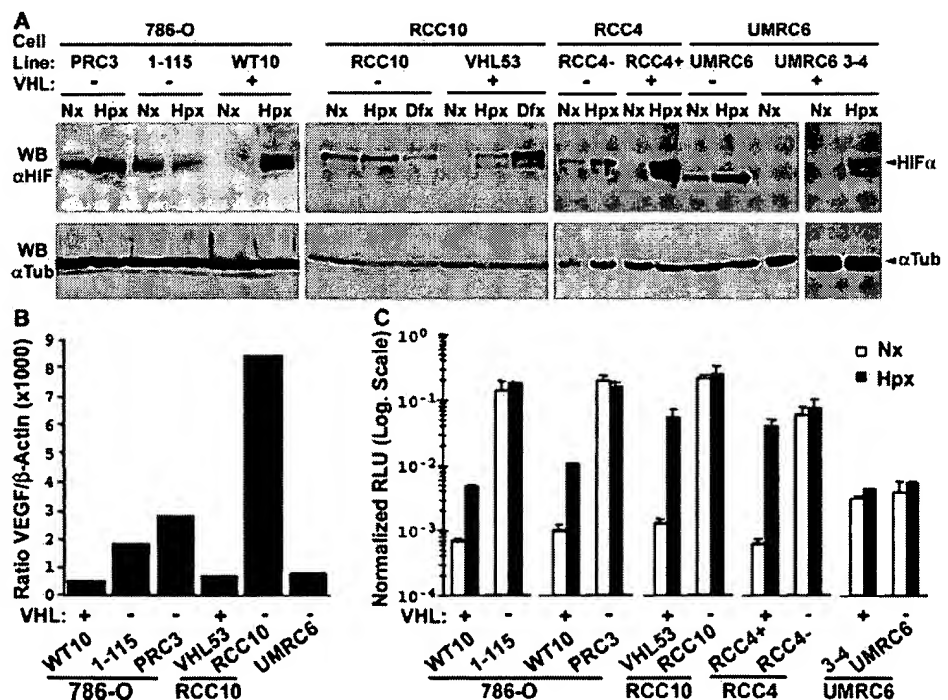 A
Cell 786-O RCC10 RCC4 UMRC6
Line: PRC3 1-115 WT10 RCC10 VHL53 RCC4- RCC4+ UMRC6 UMRC6 3-4
VHL: - - + - + - + - +
Nx Hpx Nx Hpx Nx Hpx Nx Hpx Dfx Nx Hpx Dfx Nx Hpx Nx Hpx Nx Hpx Nx Nx Hpx
WB
αHIF
HIFα
WB
αTub
αTub
B
Ratio VEGF/β-Actin (x1000)
9
8
7
6
5
4
3
2
1
0
VHL: + - - + - -
WT10 1-115 PRC3 VHL53 RCC10 UMRC6
786-O RCC10
C
Normalized RLU (Log. Scale)
10⁰
10⁻¹
10⁻²
10⁻³
10⁻⁴
Nx
Hpx
VHL: + - + - + - + - + -
WT10 1-115 WT10 PRC3 VHL53 RCC10 RCC4+ RCC4- 3-4 UMRC6
786-O RCC10 RCC4 UMRC6